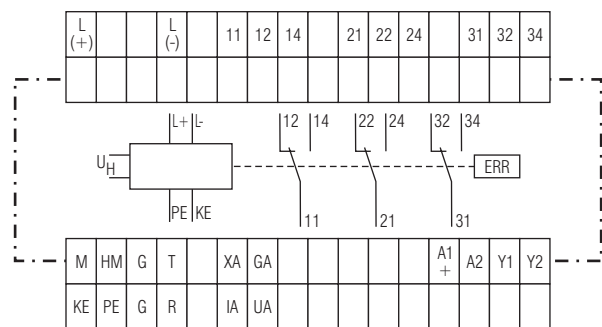 L (+) L (-) 11 12 14 21 22 24 31 32 34
L+ L- 12 14 22 24 32 34
UH ERR
PE KE 11 21 31
M HM G T XA GA A1 + A2 Y1 Y2
KE PE G R IA UA